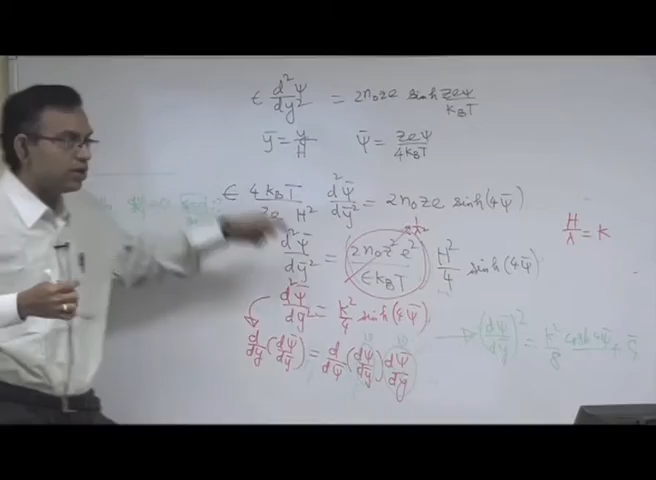 ϵ d²ψ/dy² = 2n₀ze sinh zeψ/k_BT
ȳ = y/H ψ̄ = zeψ/4k_BT
ϵ 4k_BT/ze H² d²ψ̄/dȳ² = 2n₀ze sinh(4ψ̄)
d²ψ̄/dȳ² = (2n₀z²e²/ϵk_BT) H²/4 sinh(4ψ̄)
1/λ²
H/λ = K
d²ψ̄/dȳ² = K²/4 sinh(4ψ̄)
d/dȳ(dψ̄/dȳ) = d/dψ̄(dψ̄/dȳ) dψ̄/dȳ
→ (dψ̄/dȳ)² = K²/8 cosh 4ψ̄ +